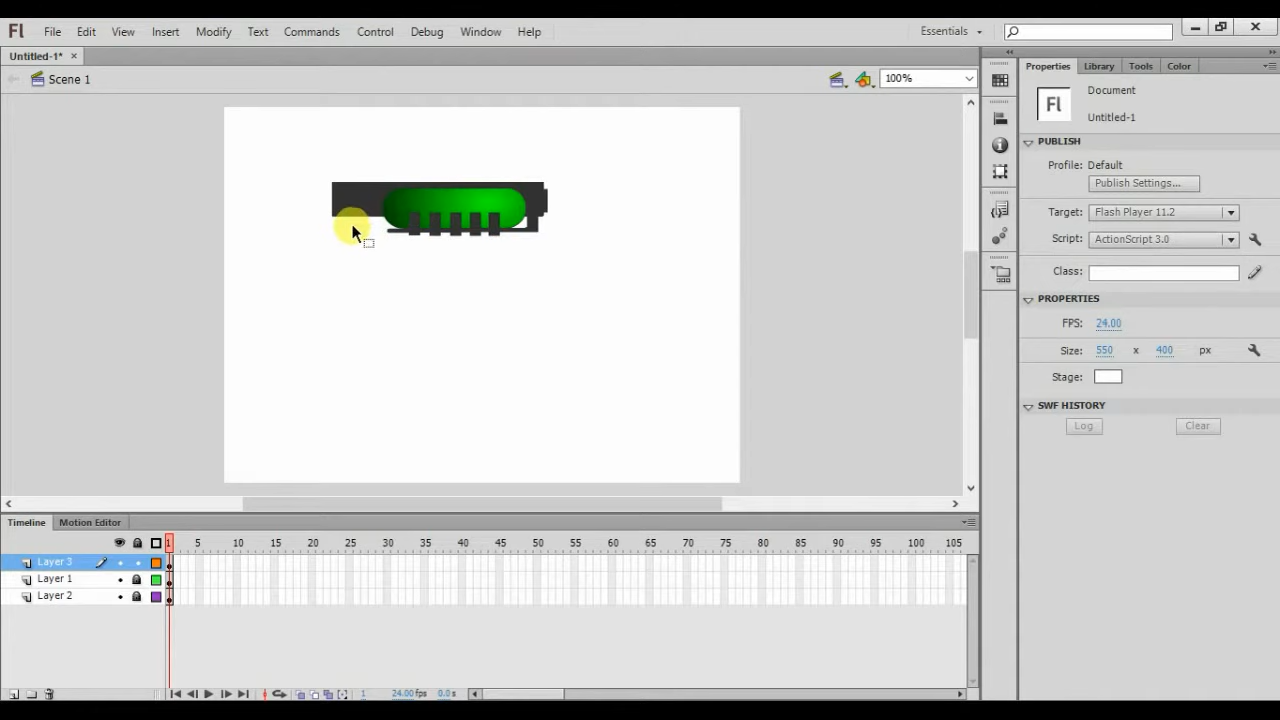 Fl File Edit View Insert Modify Text Commands Control Debug Window Help Essentials
Untitled-1* ×
Scene 1 100%
Properties Library Tools Color
Fl Document
Untitled-1
PUBLISH
Profile: Default
Publish Settings...
Target: Flash Player 11.2
Script: ActionScript 3.0
Class:
PROPERTIES
FPS: 24.00
Size: 550 x 400 px
Stage:
SWF HISTORY
Log Clear
Timeline Motion Editor
1 5 10 15 20 25 30 35 40 45 50 55 60 65 70 75 80 85 90 95 100 105
Layer 3
Layer 1
Layer 2
1 24.00 fps 0.0 s